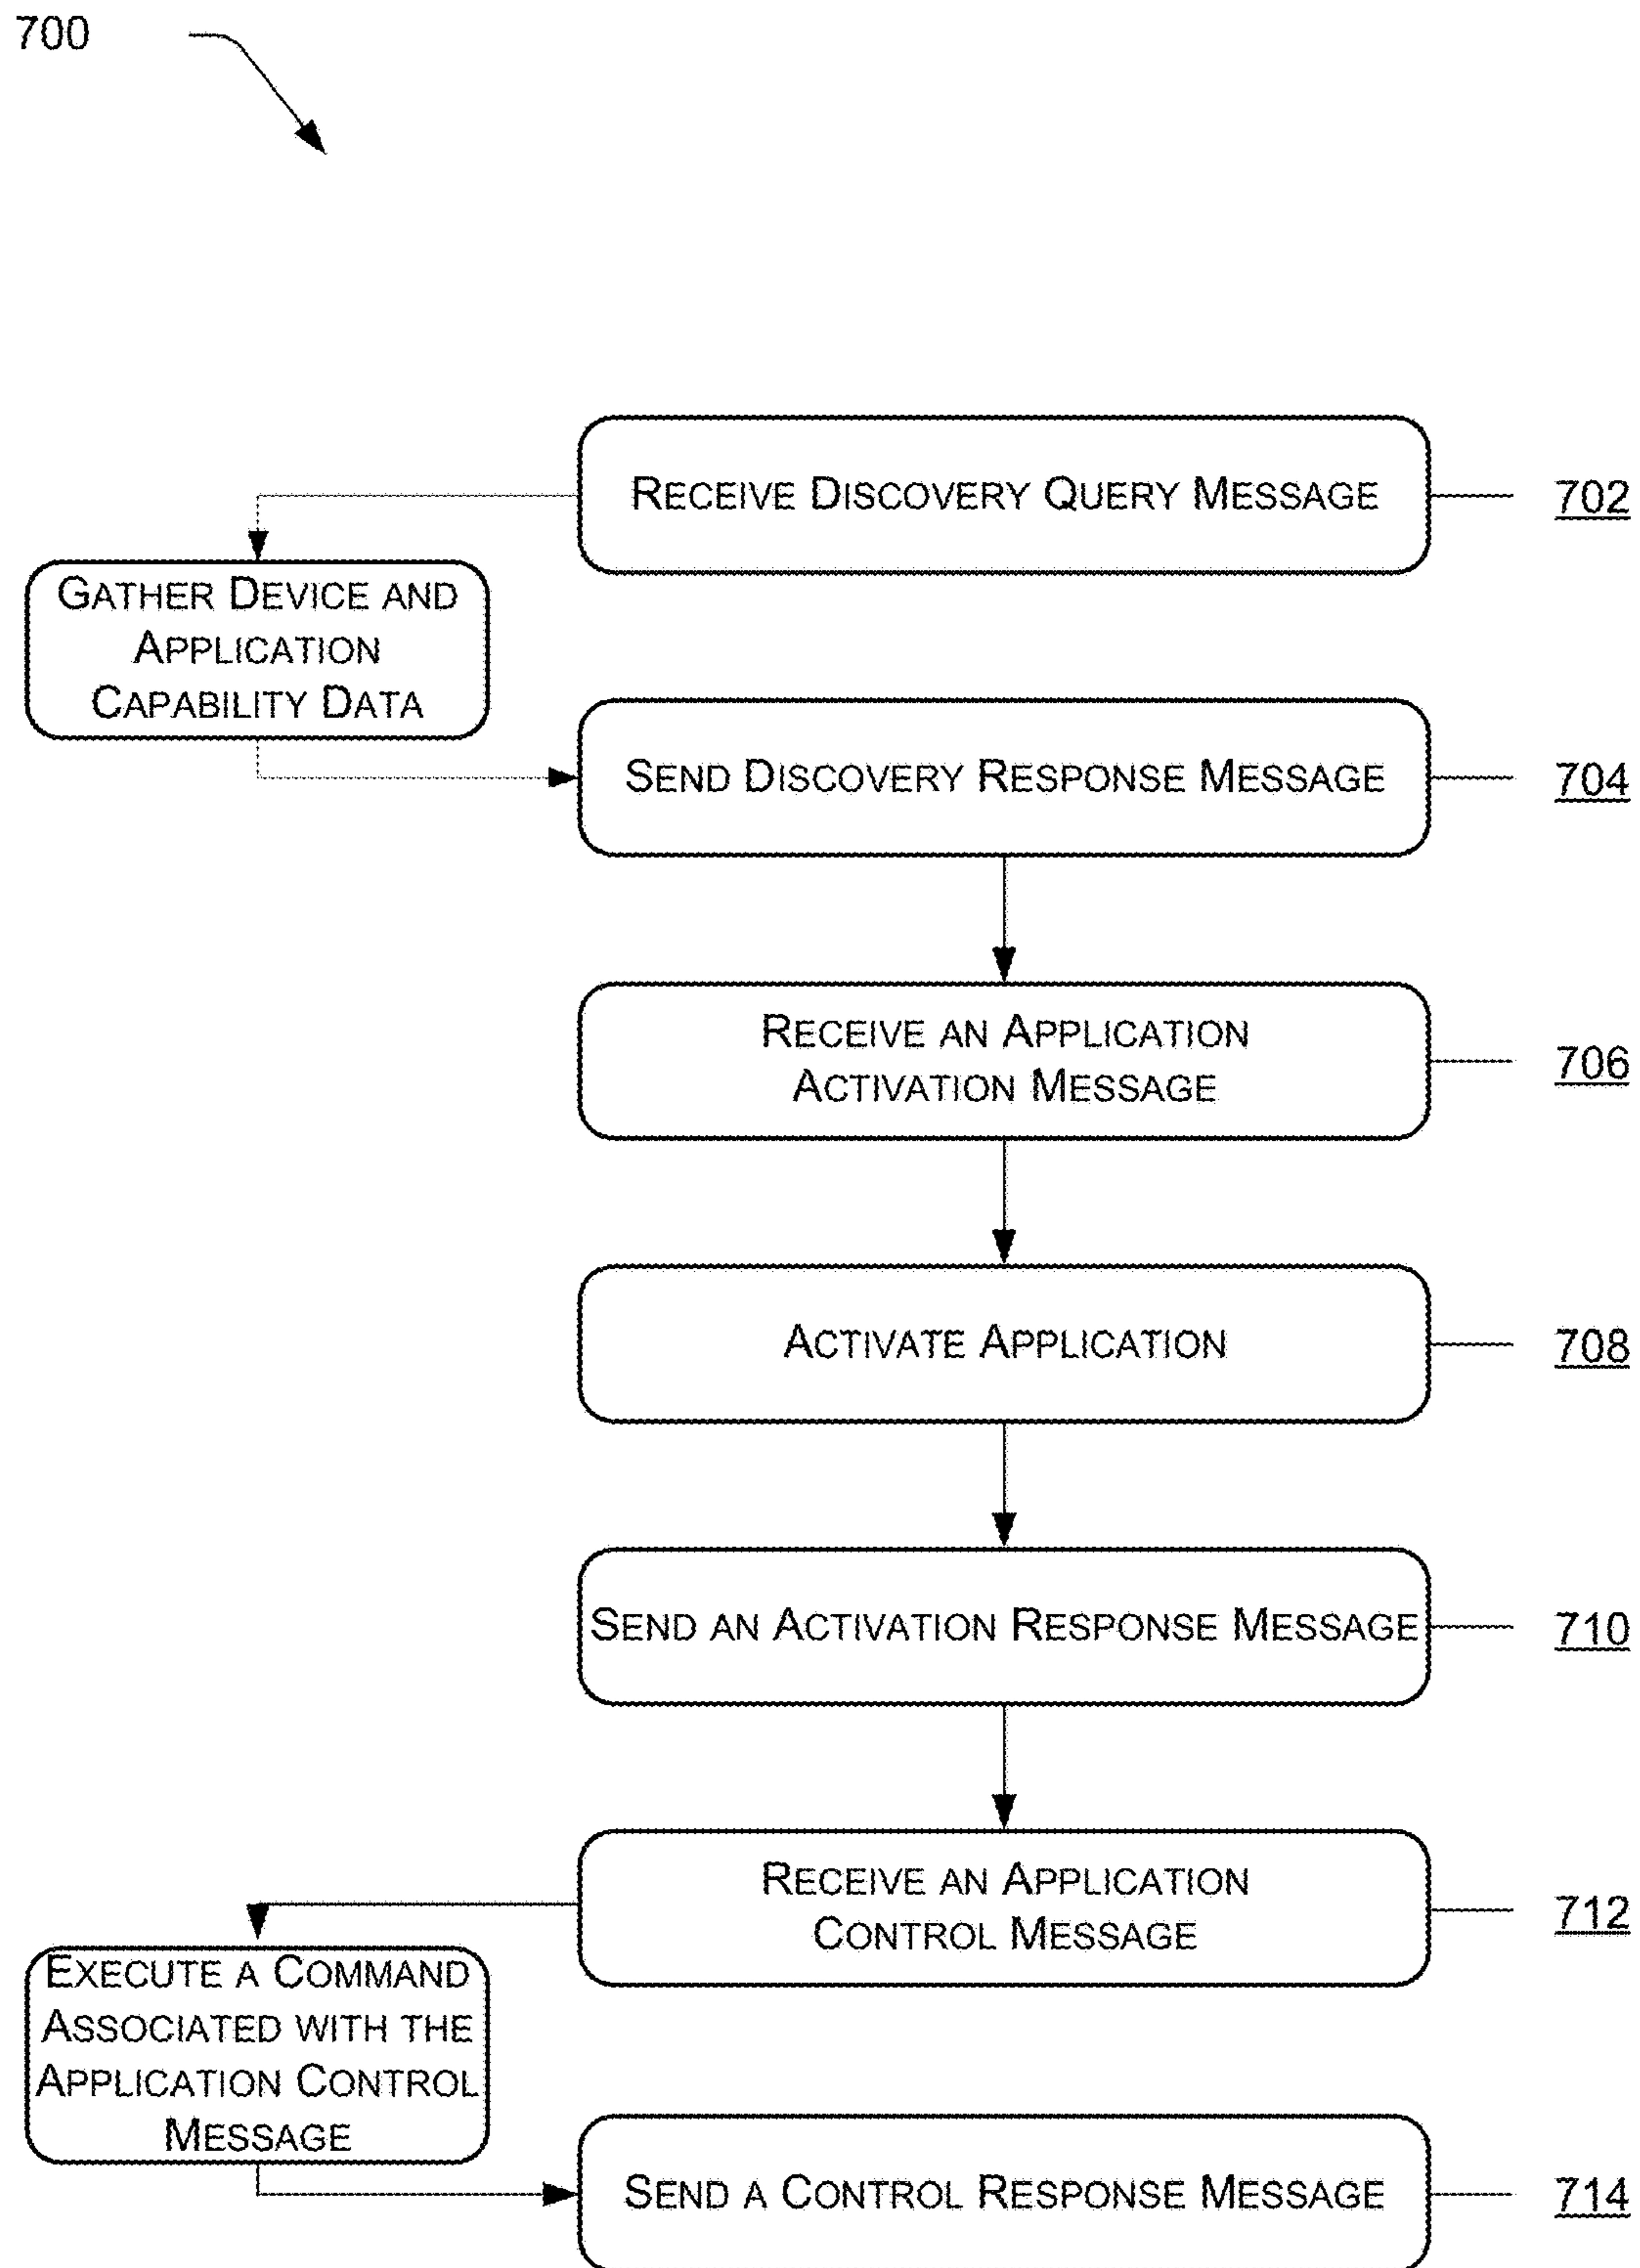 700
RECEIVE DISCOVERY QUERY MESSAGE
702
GATHER DEVICE AND
APPLICATION
CAPABILITY DATA
SEND DISCOVERY RESPONSE MESSAGE
704
RECEIVE AN APPLICATION
ACTIVATION MESSAGE
706
ACTIVATE APPLICATION
708
SEND AN ACTIVATION RESPONSE MESSAGE
710
RECEIVE AN APPLICATION
CONTROL MESSAGE
712
EXECUTE A COMMAND
ASSOCIATED WITH THE
APPLICATION CONTROL
MESSAGE
SEND A CONTROL RESPONSE MESSAGE
714